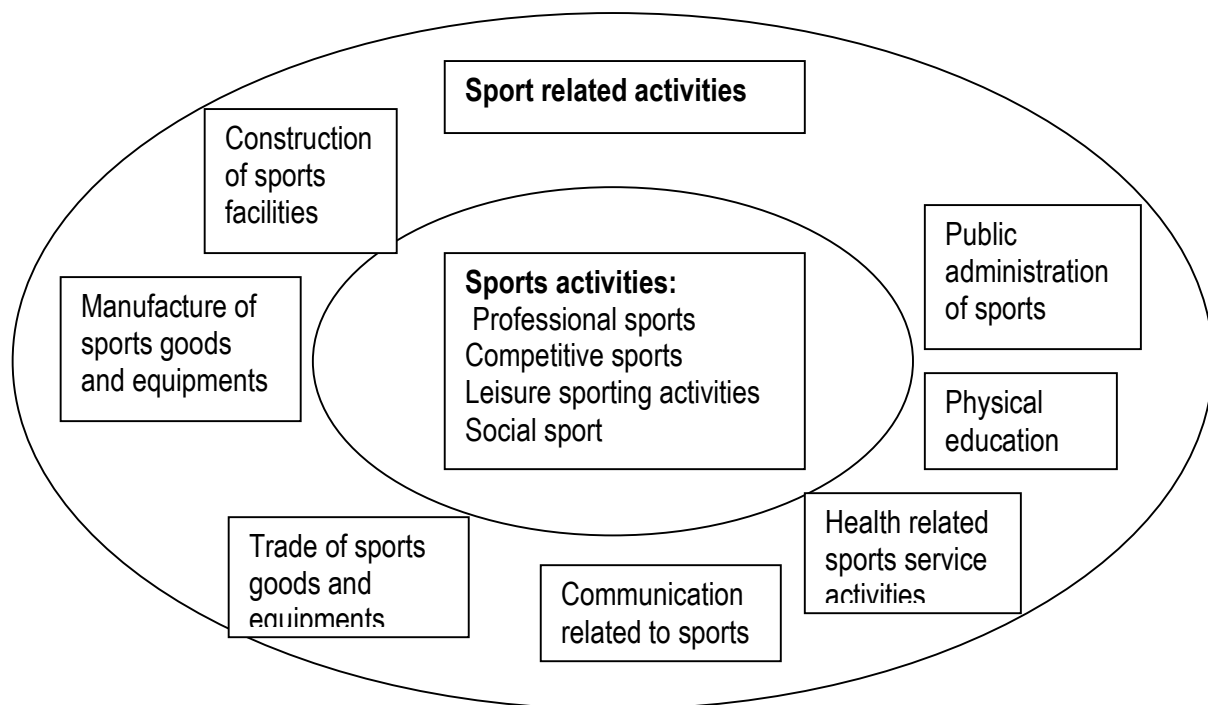 Sport related activities
Construction
of sports
facilities
Public
administration
of sports
Sports activities:
Professional sports
Competitive sports
Leisure sporting activities
Social sport
Manufacture of
sports goods
and equipments
Physical
education
Health related
sports service
activities
Trade of sports
goods and
equipments
Communication
related to sports